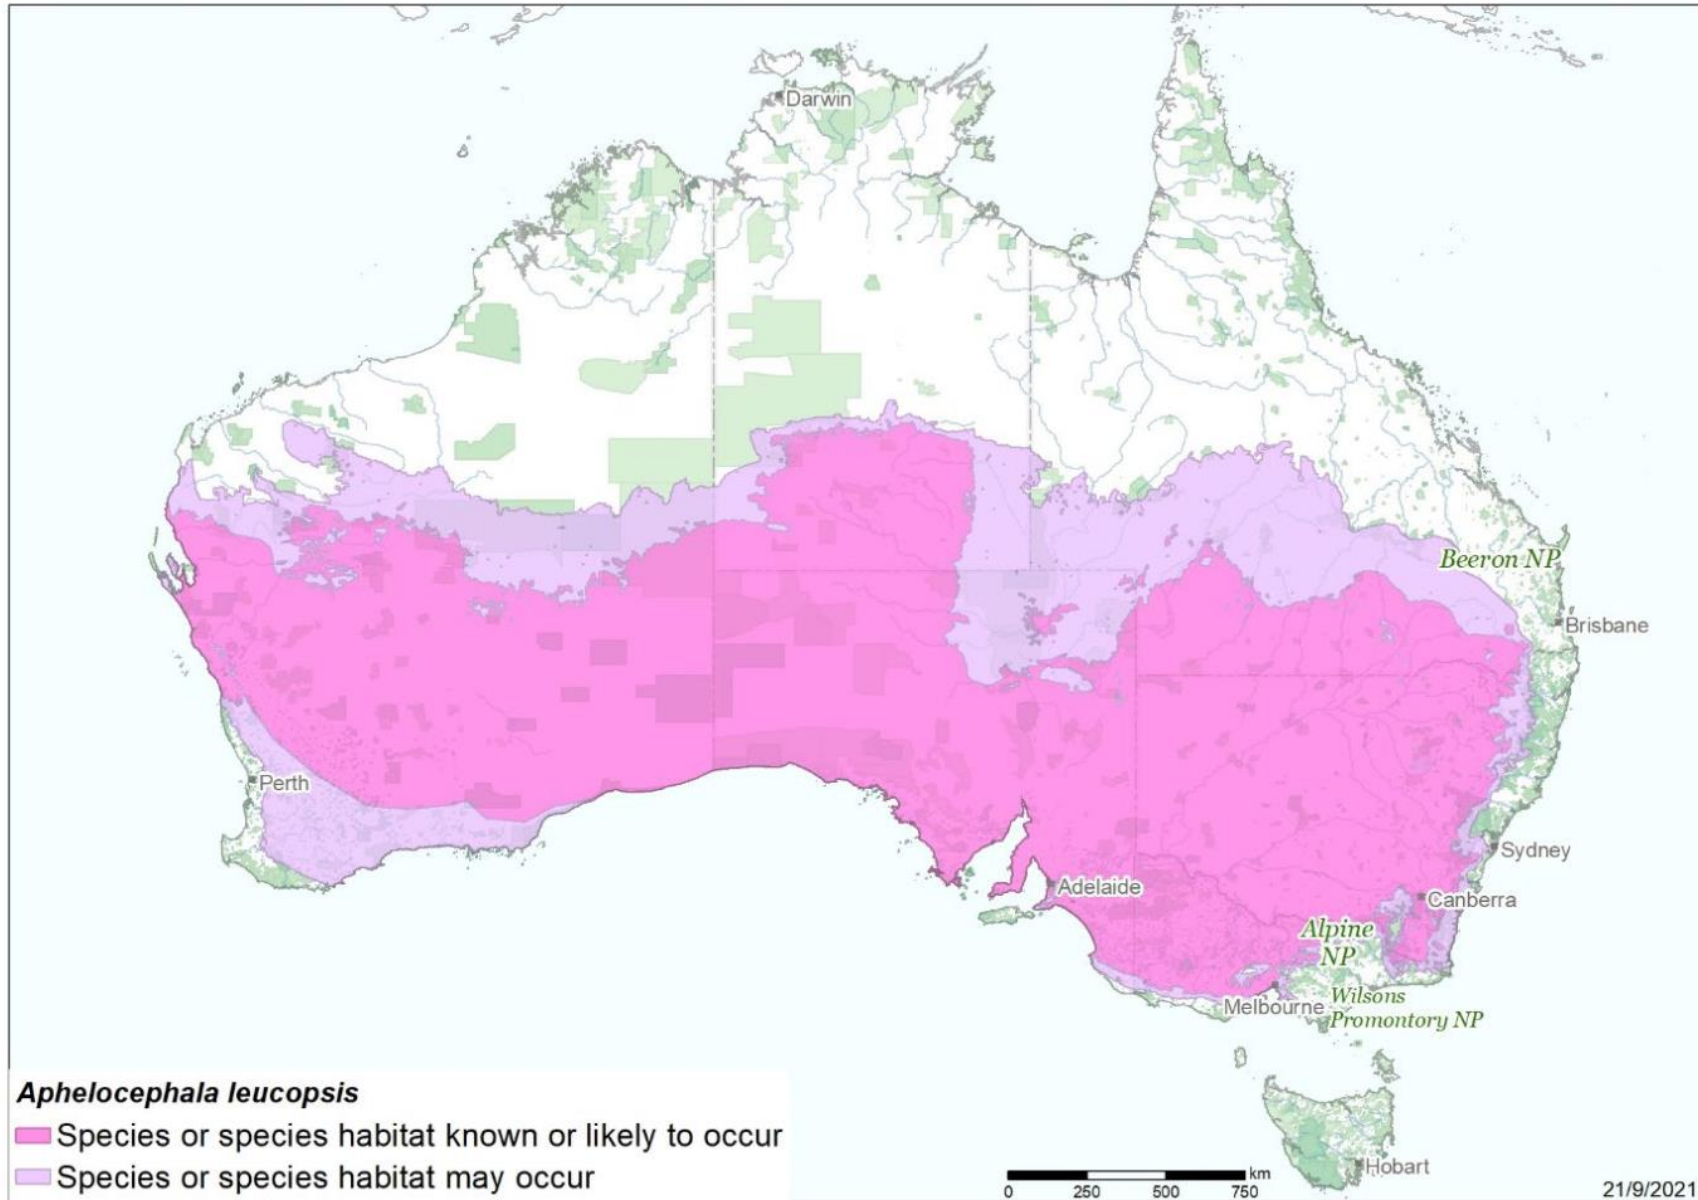 Darwin
Beeron NP
Brisbane
Perth
Sydney
Adelaide
Canberra
Alpine
NP
Melbourne
Wilsons
Promontory NP
Hobart
Aphelocephala leucopsis
Species or species habitat known or likely to occur
Species or species habitat may occur
km
0 250 500 750
21/9/2021